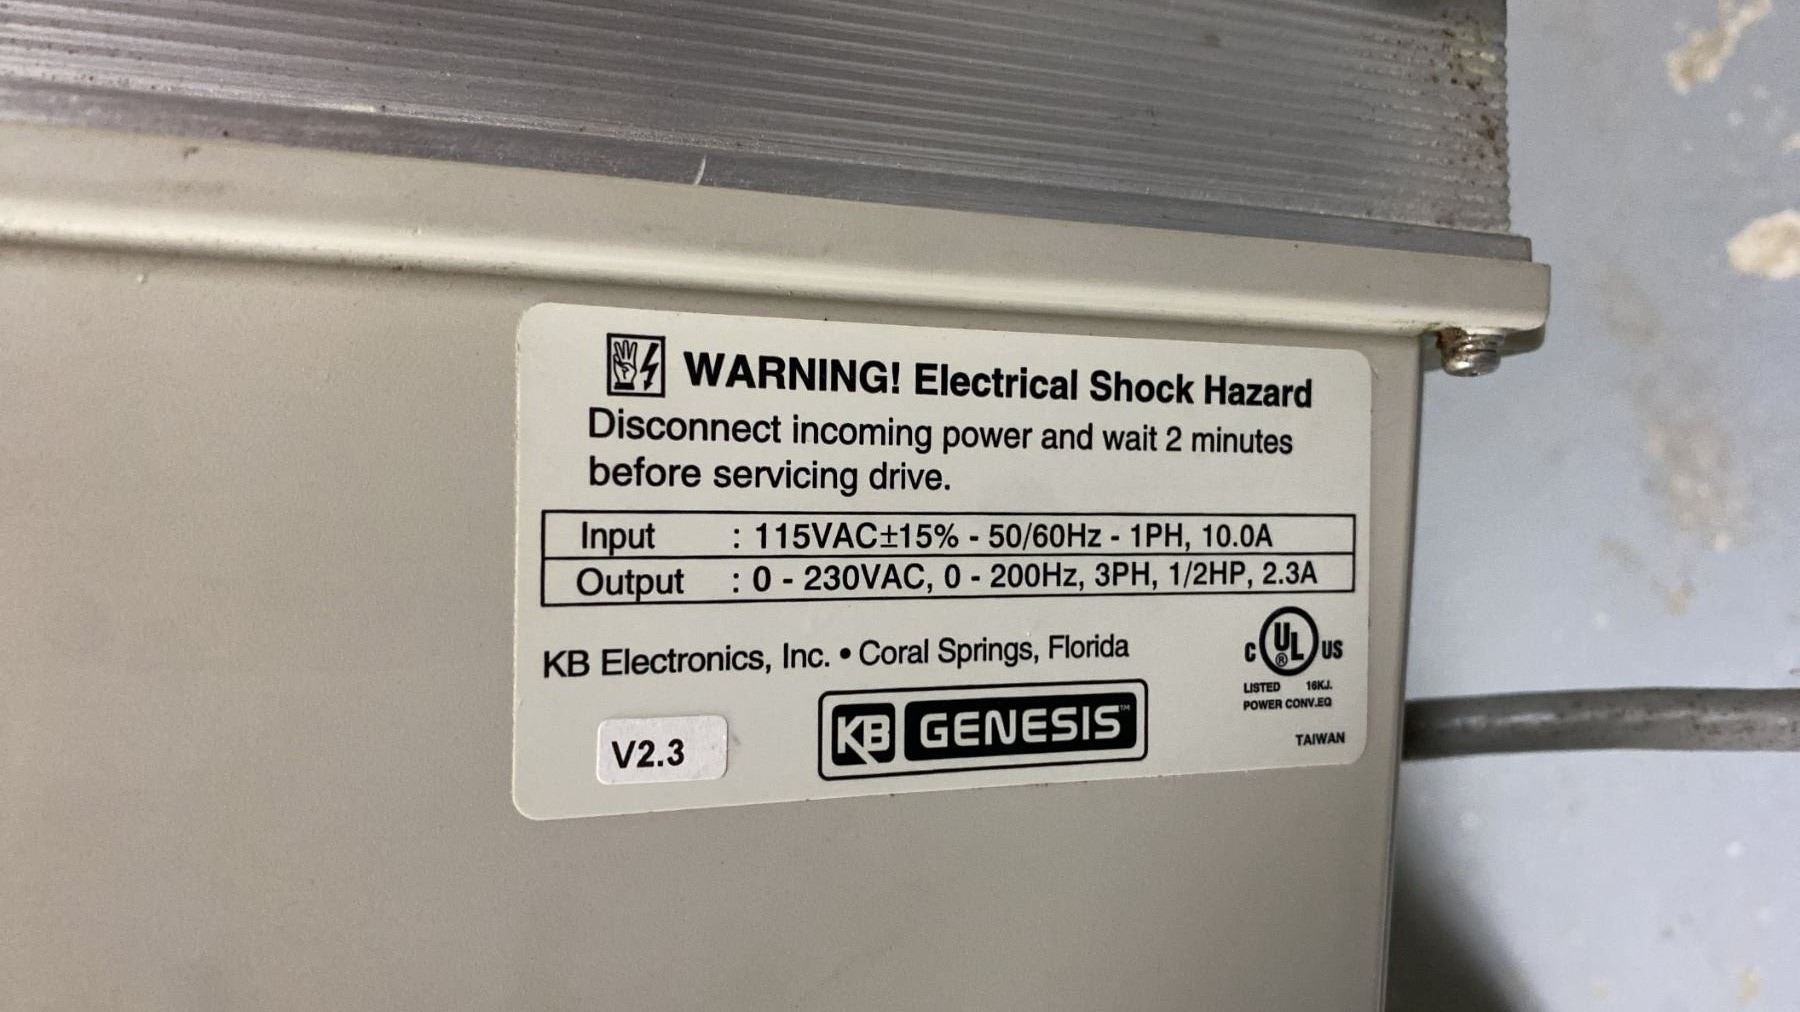 WARNING! Electrical Shock Hazard
Disconnect incoming power and wait 2 minutes
before servicing drive.
Input : 115VAC±15% - 50/60Hz - 1PH, 10.0A
Output : 0 - 230VAC, 0 - 200Hz, 3PH, 1/2HP, 2.3A
KB Electronics, Inc. • Coral Springs, Florida
C UL® US
LISTED 16KJ.
POWER CONV.EQ
KB GENESIS™
V2.3
TAIWAN